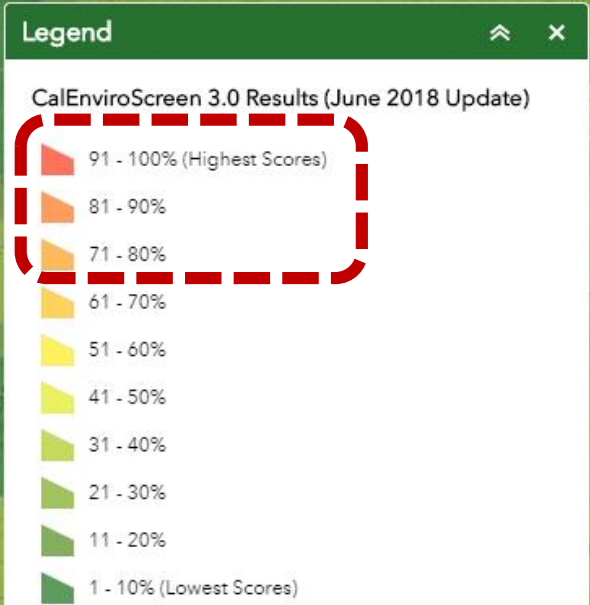 Legend
CalEnviroScreen 3.0 Results (June 2018 Update)
91 - 100% (Highest Scores)
81 - 90%
71 - 80%
61 - 70%
51 - 60%
41 - 50%
31 - 40%
21 - 30%
11 - 20%
1 - 10% (Lowest Scores)